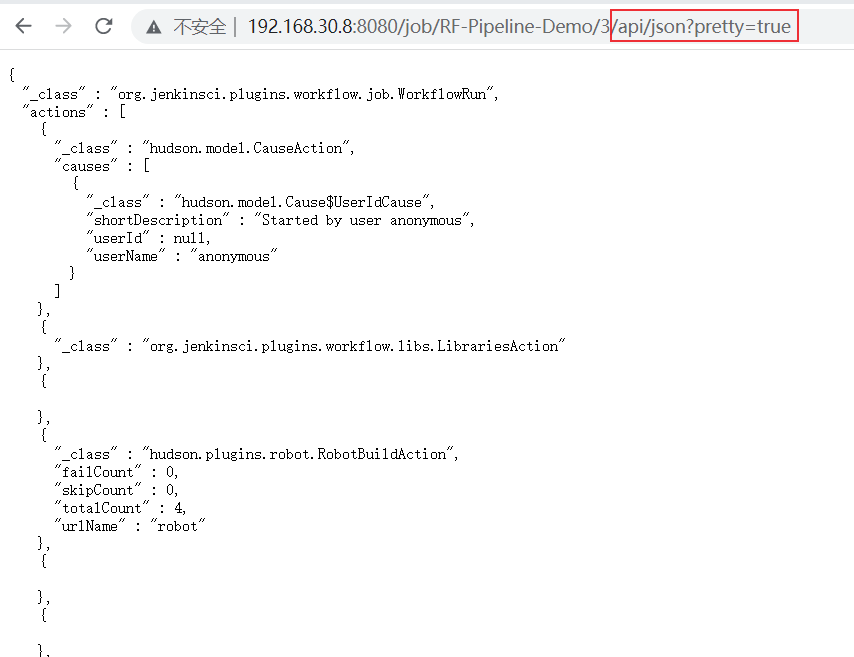 不安全 | 192.168.30.8:8080/job/RF-Pipeline-Demo/3/api/json?pretty=true
{
"_class" : "org.jenkinsci.plugins.workflow.job.WorkflowRun",
"actions" : [
{
"_class" : "hudson.model.CauseAction",
"causes" : [
{
"_class" : "hudson.model.Cause$UserIdCause",
"shortDescription" : "Started by user anonymous",
"userId" : null,
"userName" : "anonymous"
}
]
},
{
"_class" : "org.jenkinsci.plugins.workflow.libs.LibrariesAction"
},
{
},
{
"_class" : "hudson.plugins.robot.RobotBuildAction",
"failCount" : 0,
"skipCount" : 0,
"totalCount" : 4,
"urlName" : "robot"
},
{
},
{
},